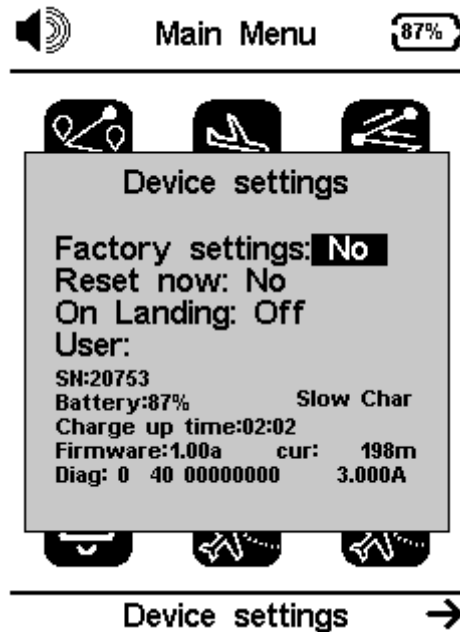 Main Menu 87%
Device settings
Factory settings: No
Reset now: No
On Landing: Off
User:
SN:20753
Battery:87% Slow Char
Charge up time:02:02
Firmware:1.00a cur: 198m
Diag: 0 40 00000000 3.000A
Device settings